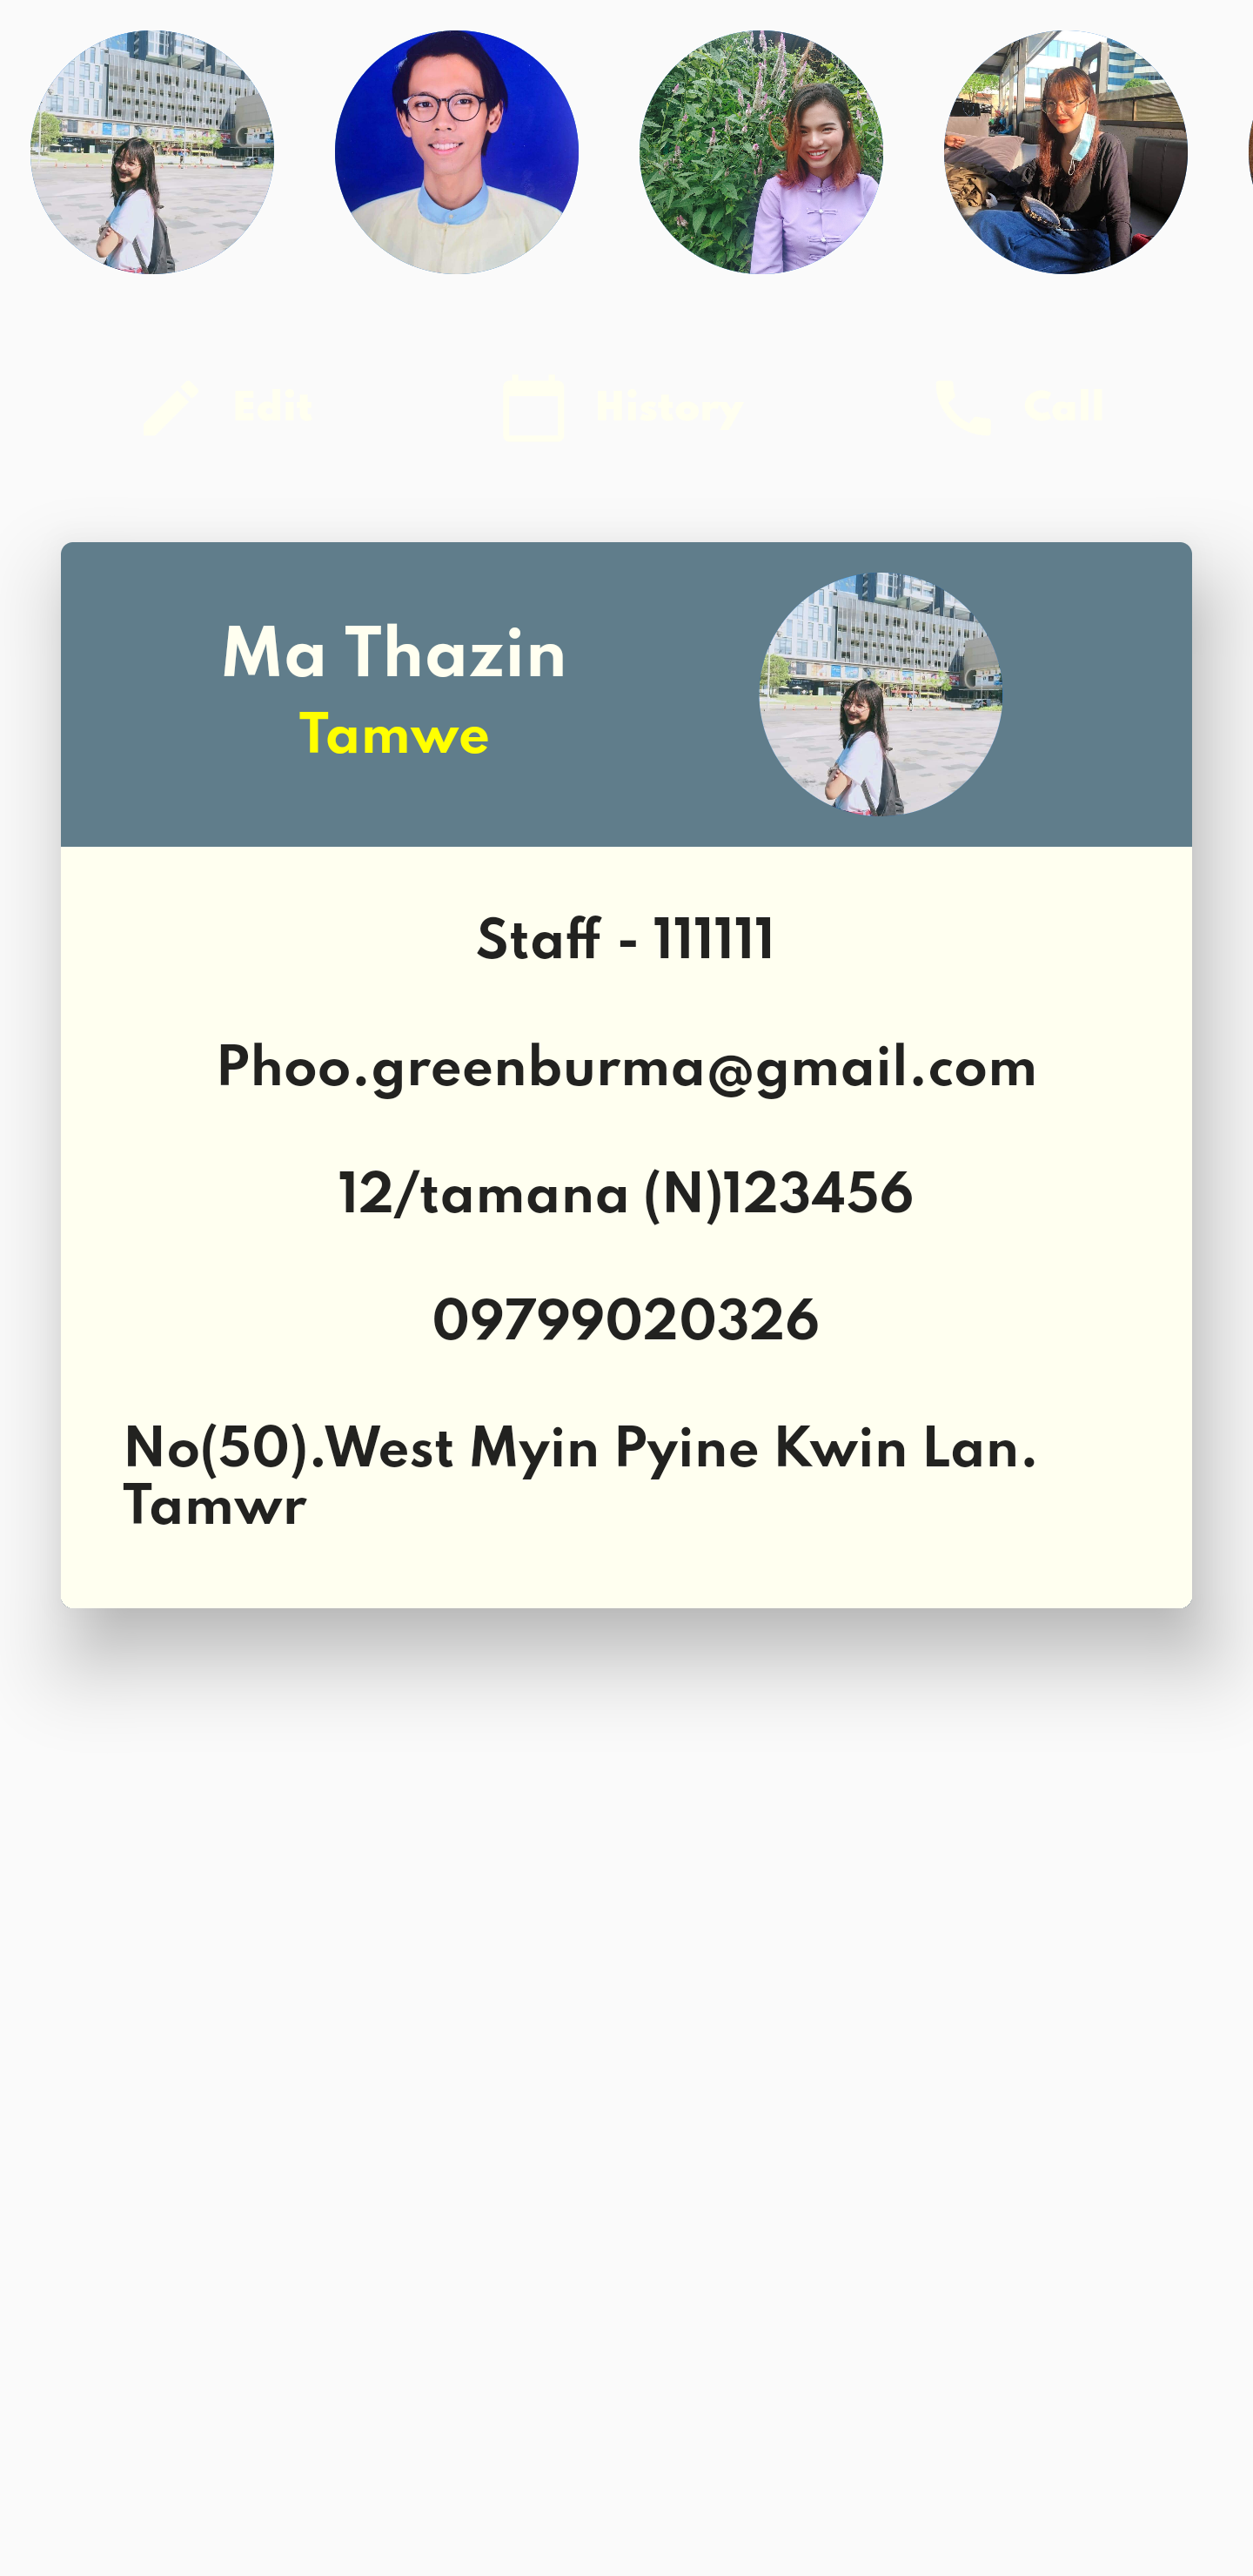 Edit
History
Call
Ma Thazin
Tamwe
Staff - 111111
Phoo.greenburma@gmail.com
12/tamana (N)123456
09799020326
No(50).West Myin Pyine Kwin Lan.
Tamwr